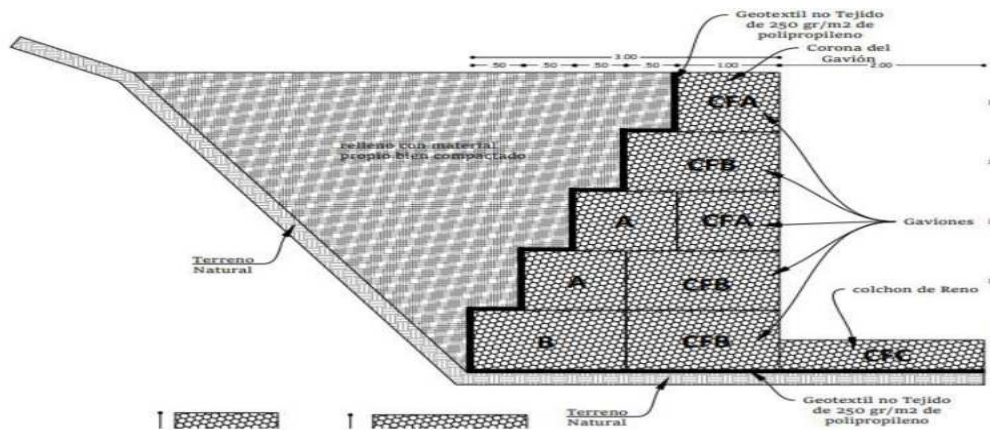 Geotextil no Tejido
de 250 gr/m2 de
polipropileno
Corona del
Gavión
3.00
.50 .50 .50 .50 1.00 2.00
CFA
CFB
relleno con material
propio bien compactado
A CFA
Gaviones
Terreno
Natural
A CFB
colchon de Reno
B CFB
CFC
Terreno
Natural
Geotextil no Tejido
de 250 gr/m2 de
polipropileno